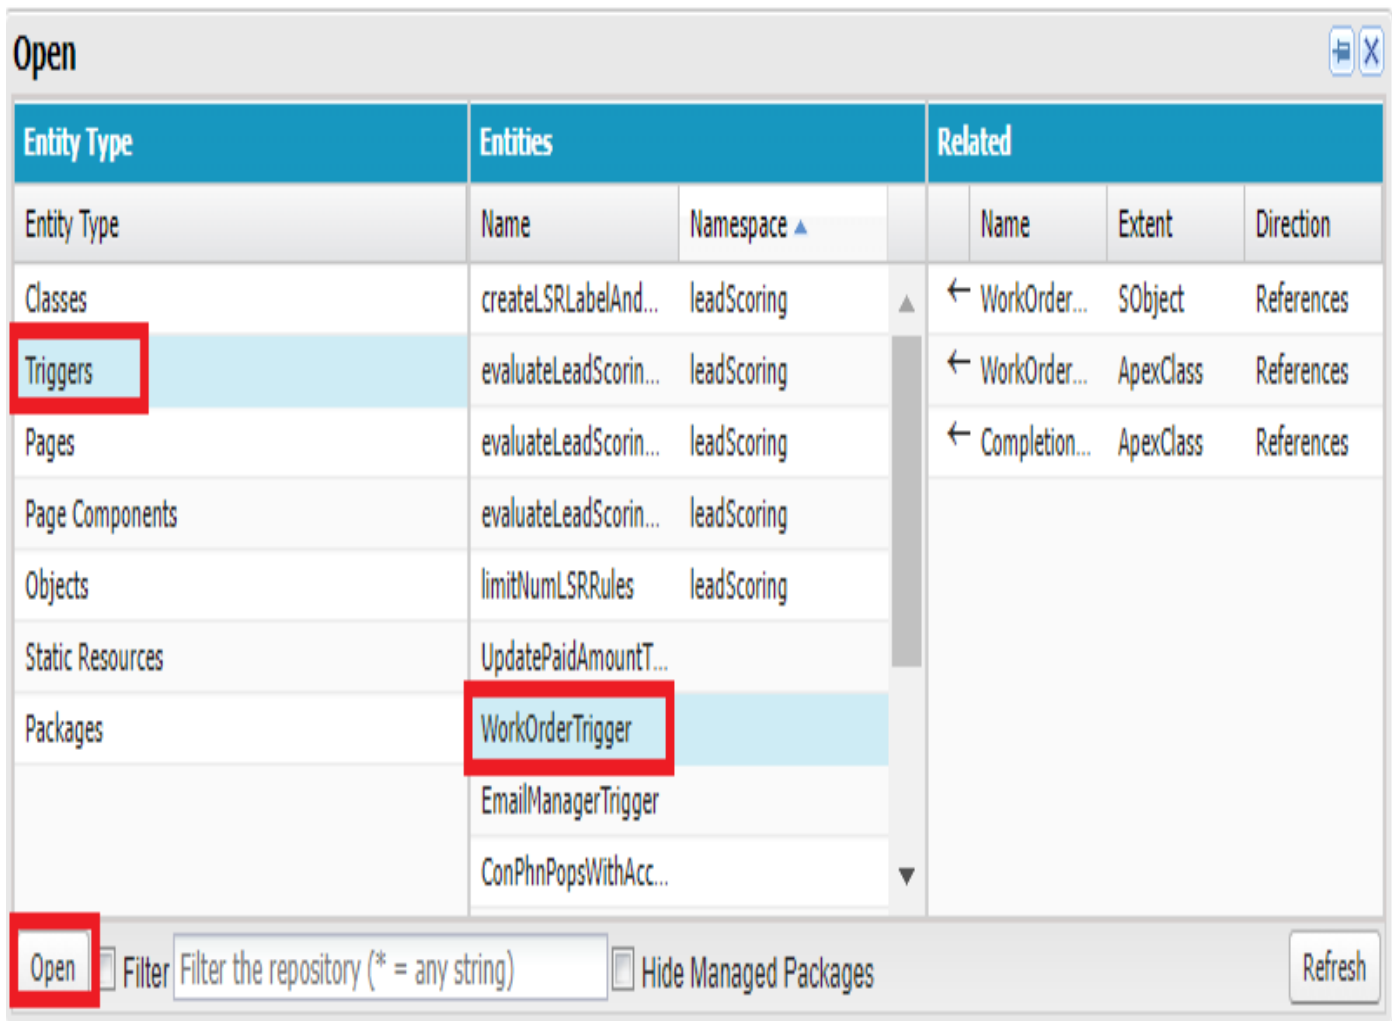 Open
Entity Type Entities Related
Entity Type Name Namespace Name Extent Direction
Classes createLSRLabelAnd... leadScoring WorkOrder... SObject References
Triggers evaluateLeadScorin... leadScoring WorkOrder... ApexClass References
Pages evaluateLeadScorin... leadScoring Completion... ApexClass References
Page Components evaluateLeadScorin... leadScoring
Objects limitNumLSRRules leadScoring
Static Resources UpdatePaidAmountT...
Packages WorkOrderTrigger
EmailManagerTrigger
ConPhnPopsWithAcc...
Open Filter Filter the repository (* = any string) Hide Managed Packages Refresh